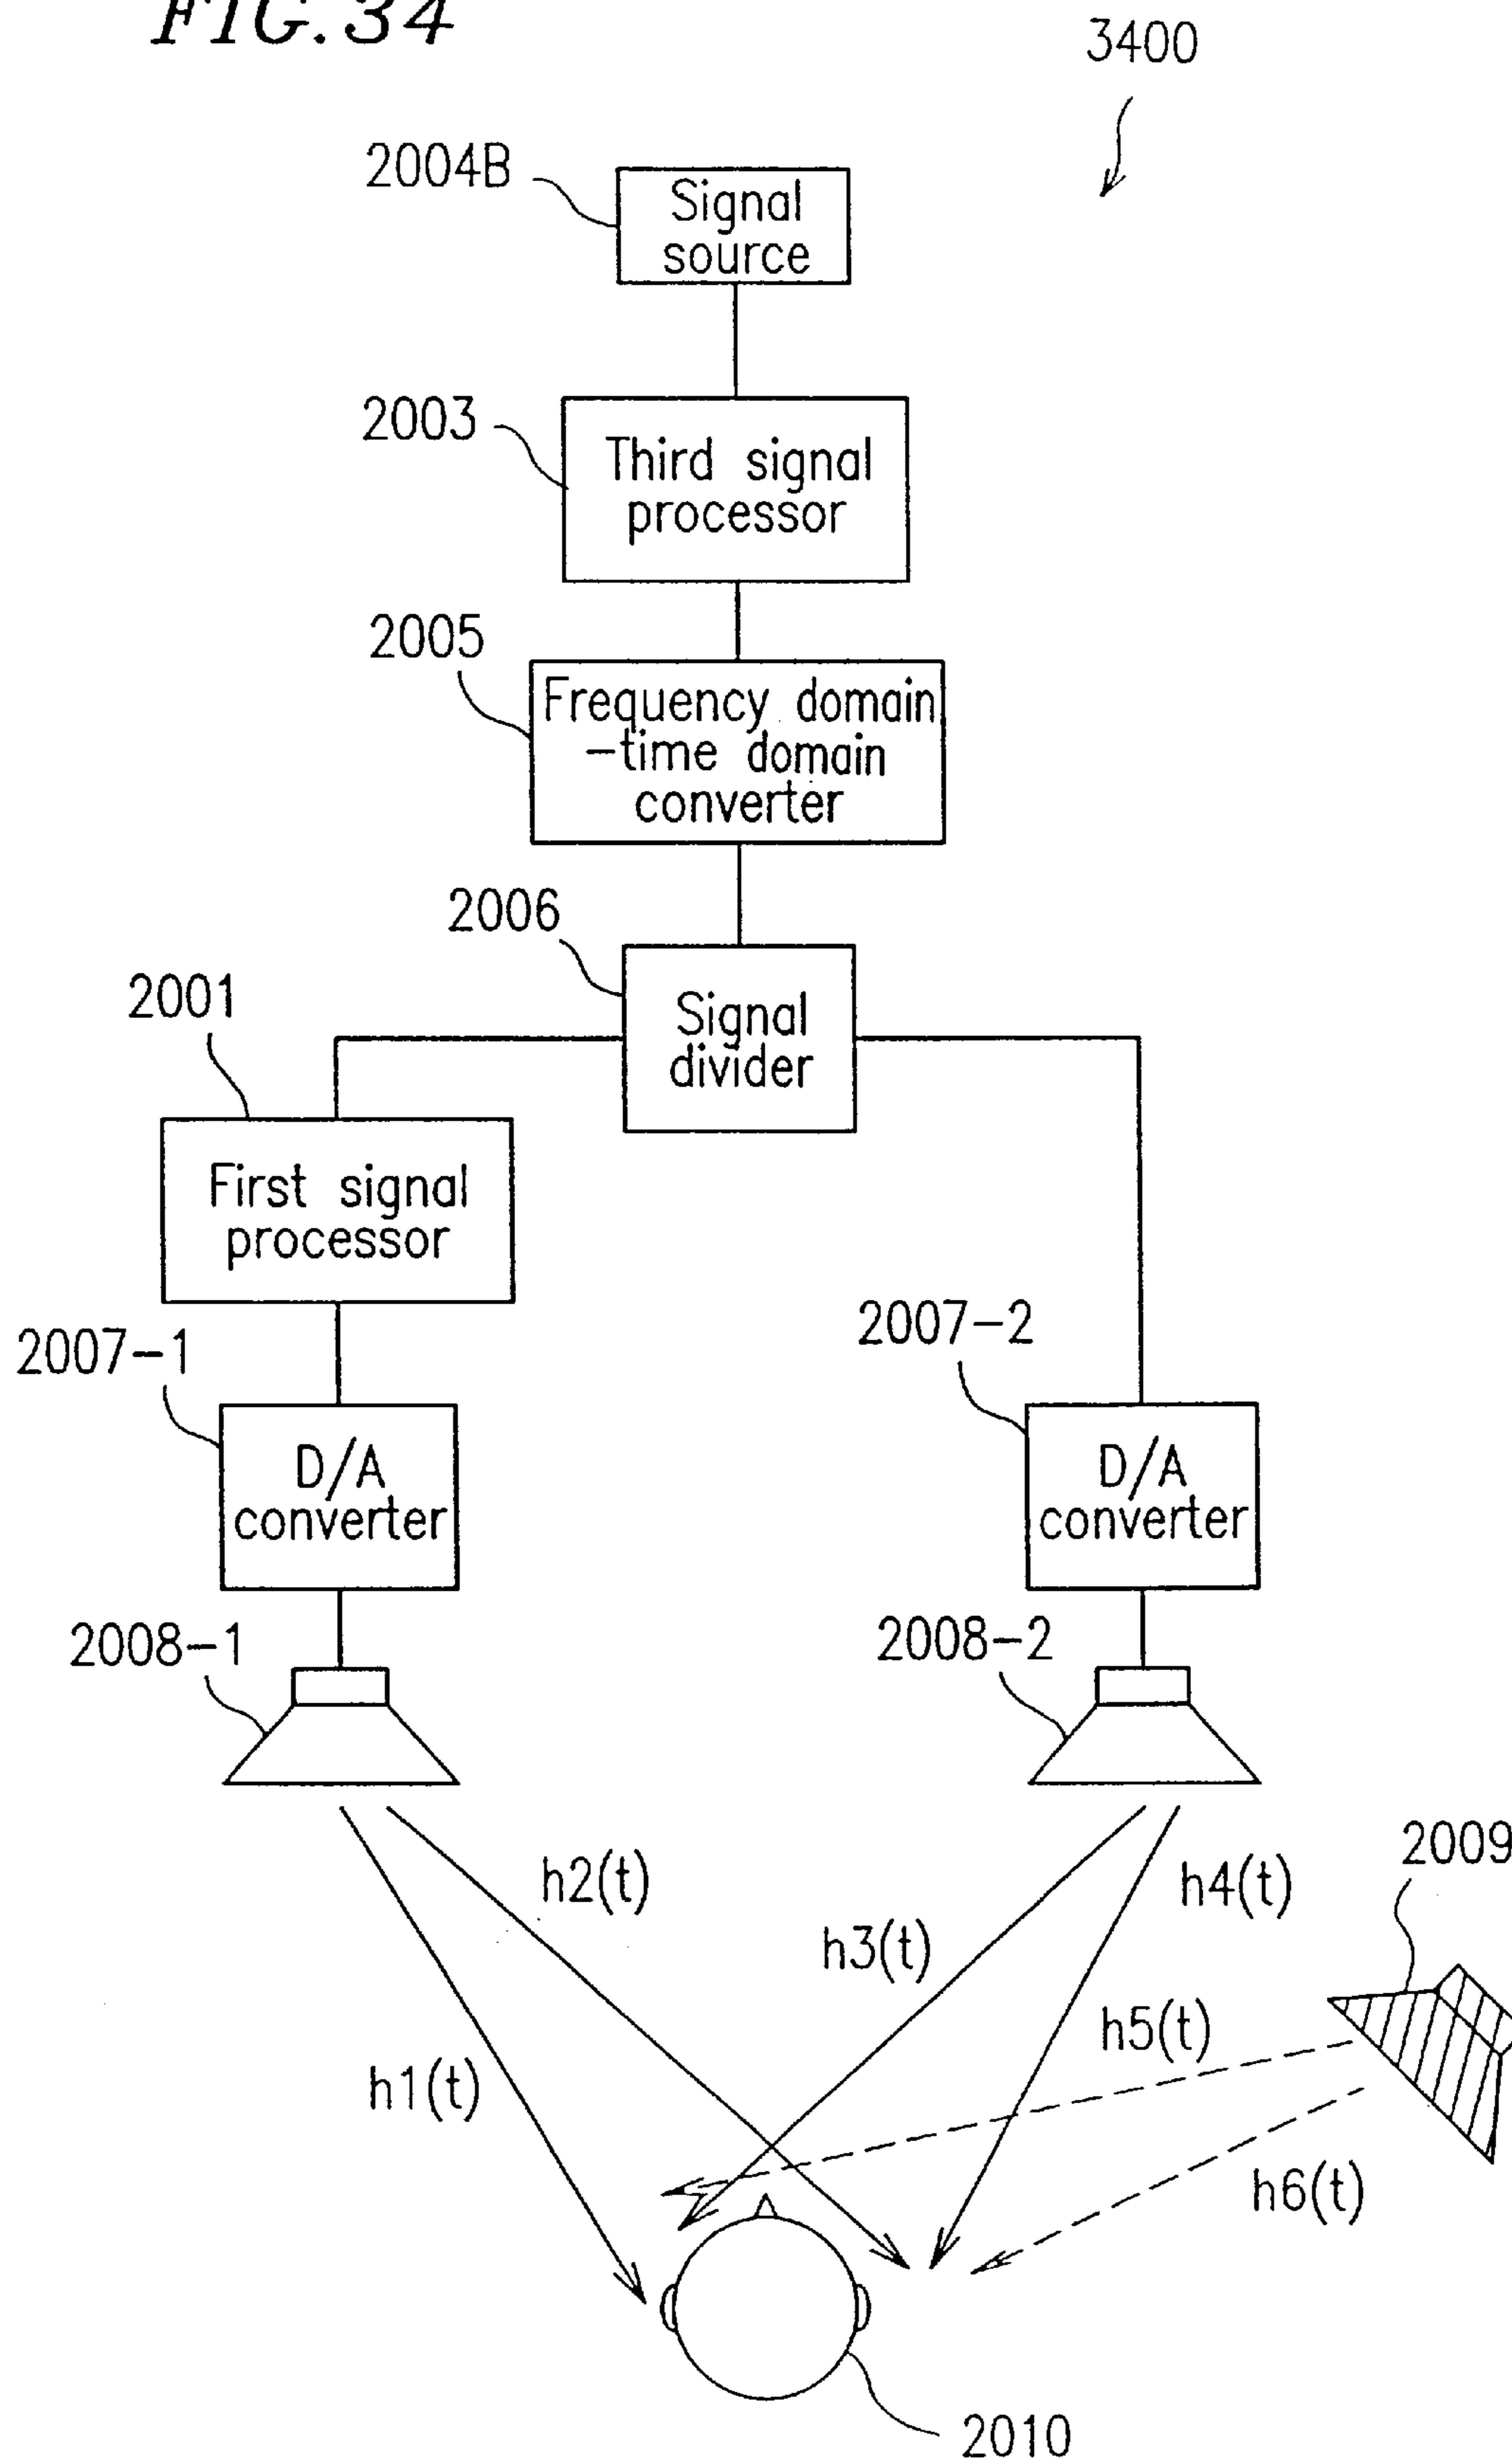 FIG. 34
3400
2004B
Signal
source
2003
Third signal
processor
2005
Frequency domain
-time domain
converter
2006
Signal
divider
2001
First signal
processor
2007-1
2007-2
D/A
converter
D/A
converter
2008-1
2008-2
2009
h2(t)
h4(t)
h3(t)
h5(t)
h1(t)
h6(t)
2010